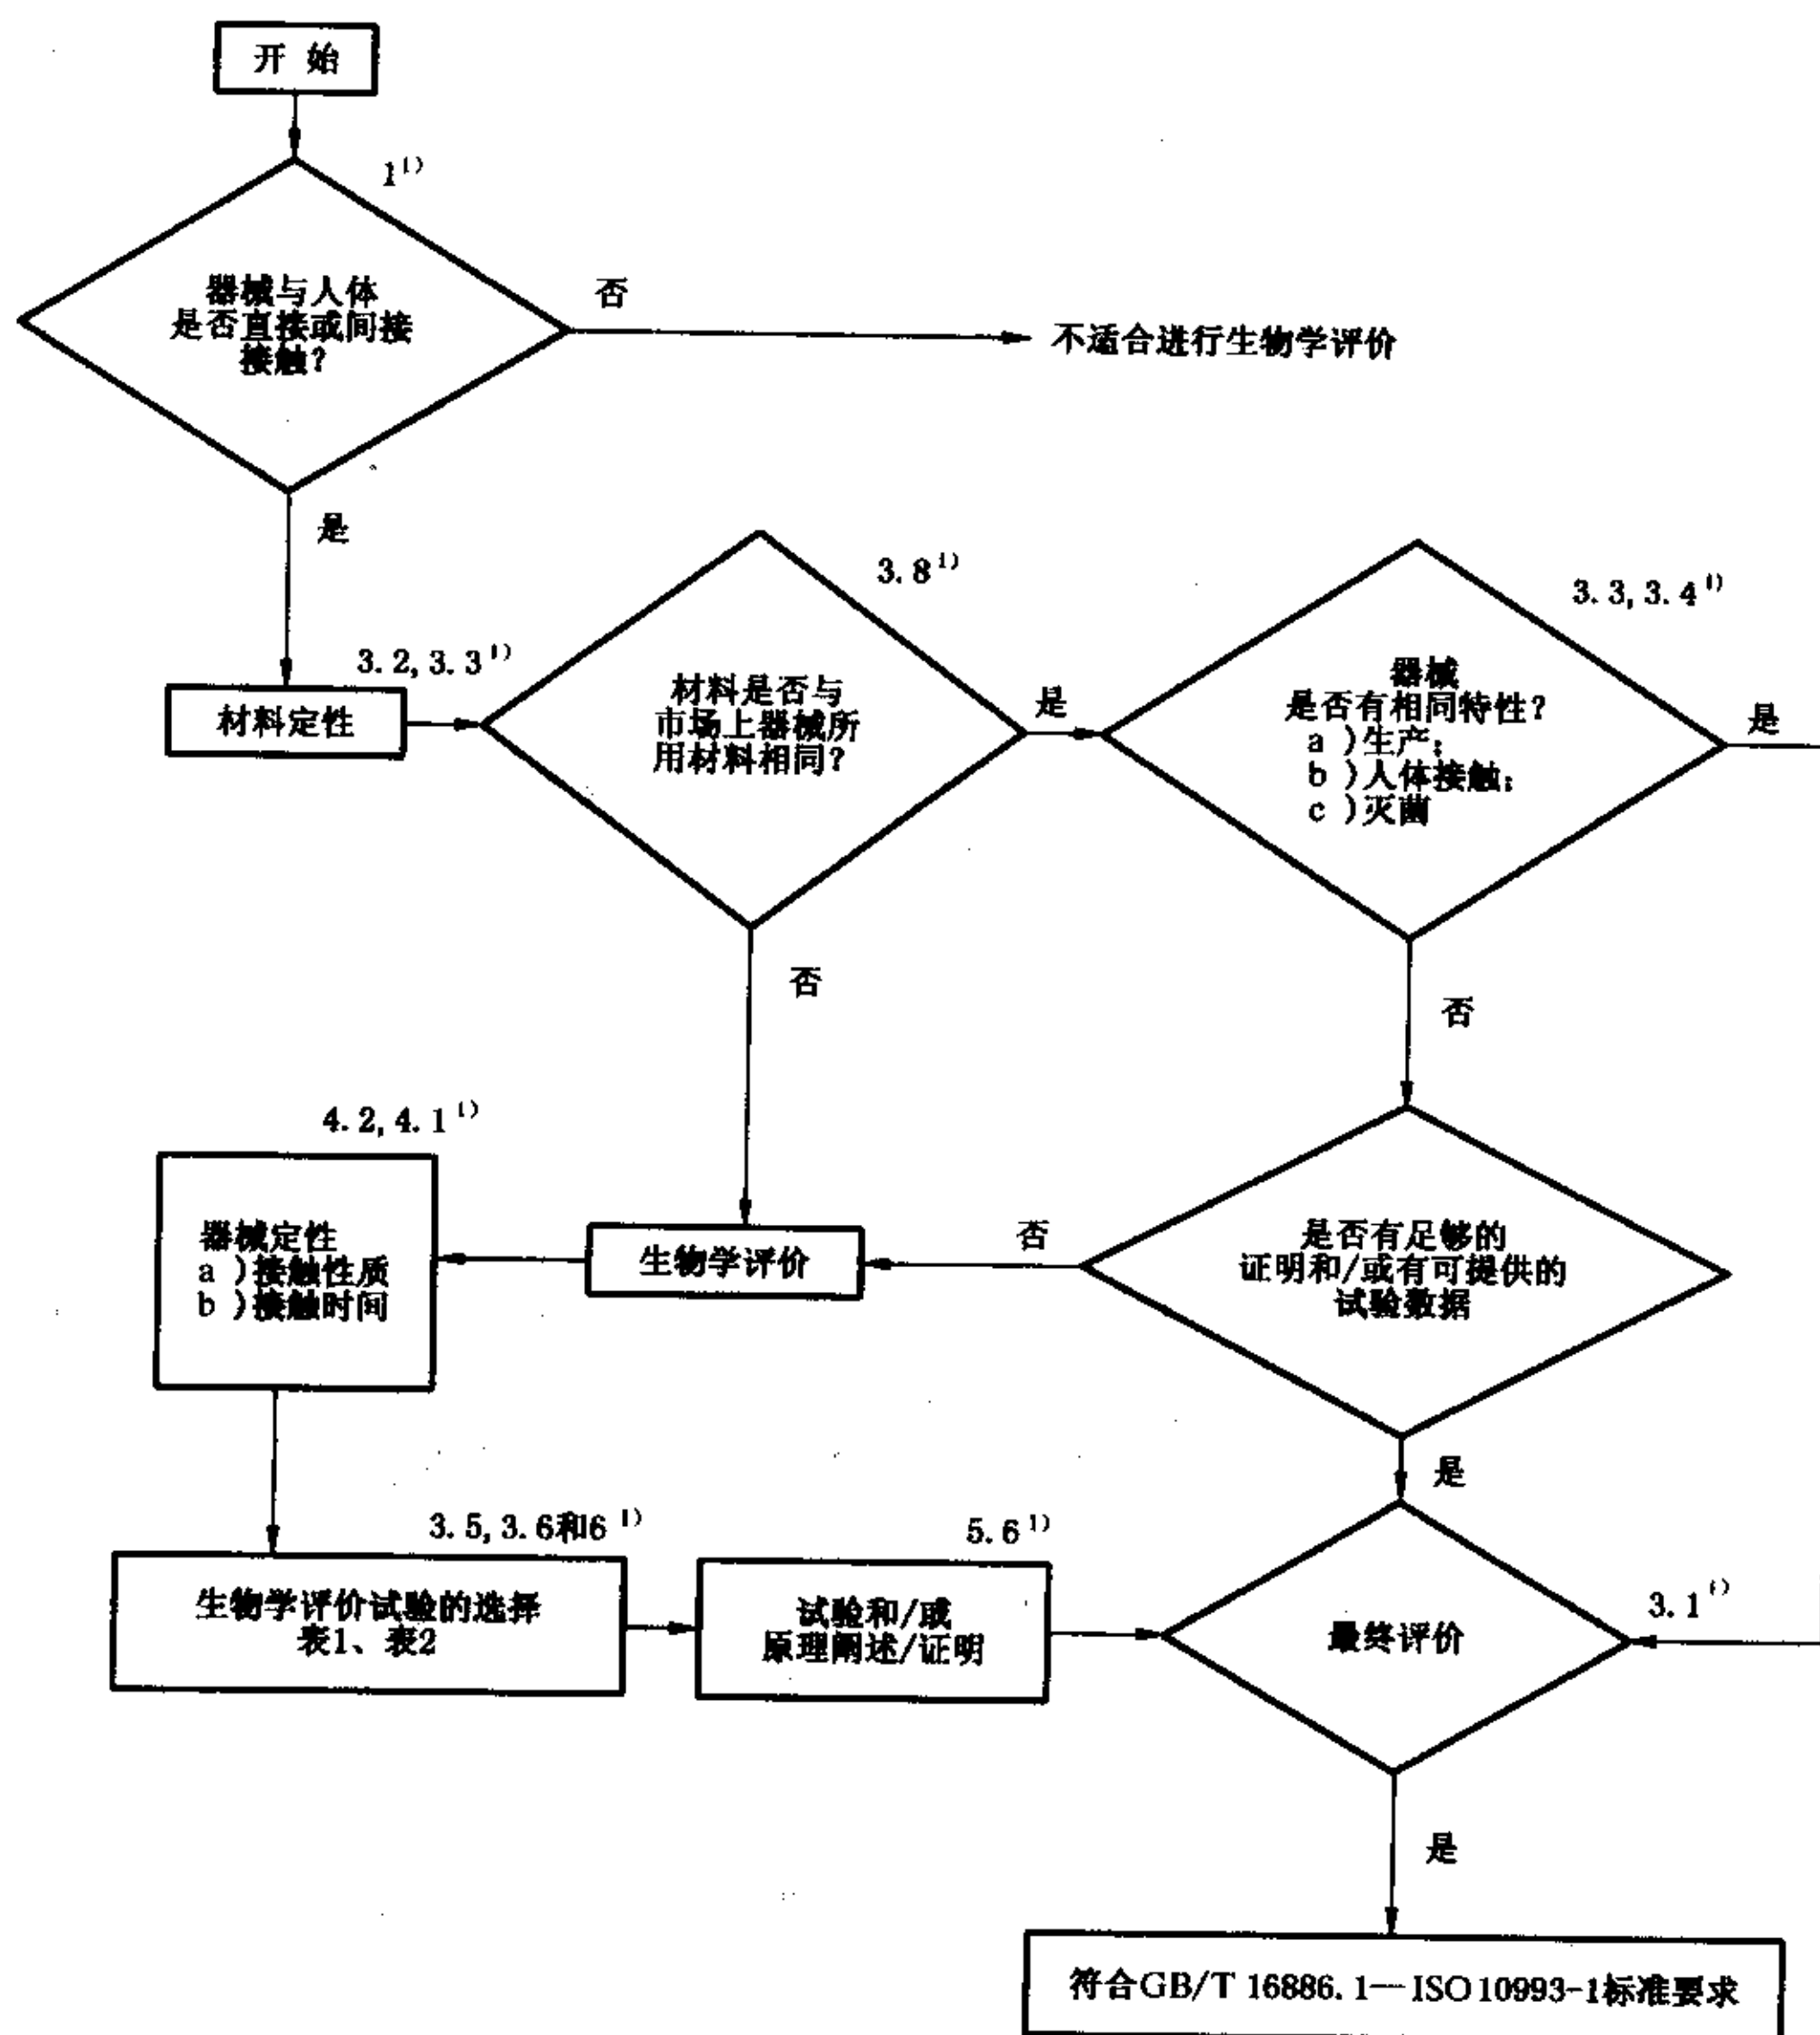 开 始
1¹⁾
器械与人体
是否直接或间接
接触?
否
不适合进行生物学评价
是
3.2,3.3¹⁾
材料定性
3.8¹⁾
材料是否与
市场上器械所
用材料相同?
是
3.3,3.4¹⁾
器械
是否有相同特性?
a )生产;
b )人体接触;
c )灭菌
是
否
否
4.2,4.1¹⁾
器械定性
a )接触性质
b )接触时间
生物学评价
否
是否有足够的
证明和/或有可提供的
试验数据
是
3.5,3.6和6¹⁾
生物学评价试验的选择
表1、表2
5.6¹⁾
试验和/或
原理阐述/证明
最终评价
3.1¹⁾
是
符合GB/T 16886.1—ISO 10993-1标准要求